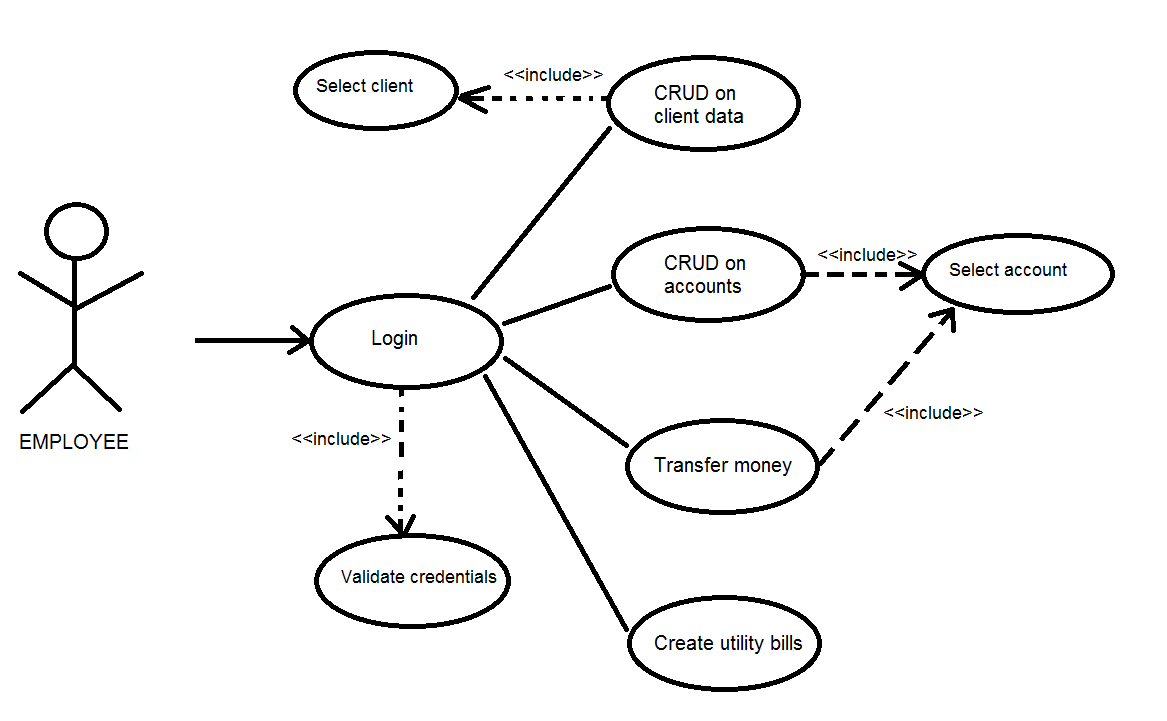 Select client
<<include>>
CRUD on
client data
CRUD on
accounts
<<include>>
Select account
Login
EMPLOYEE
<<include>>
<<include>>
Transfer money
Validate credentials
Create utility bills